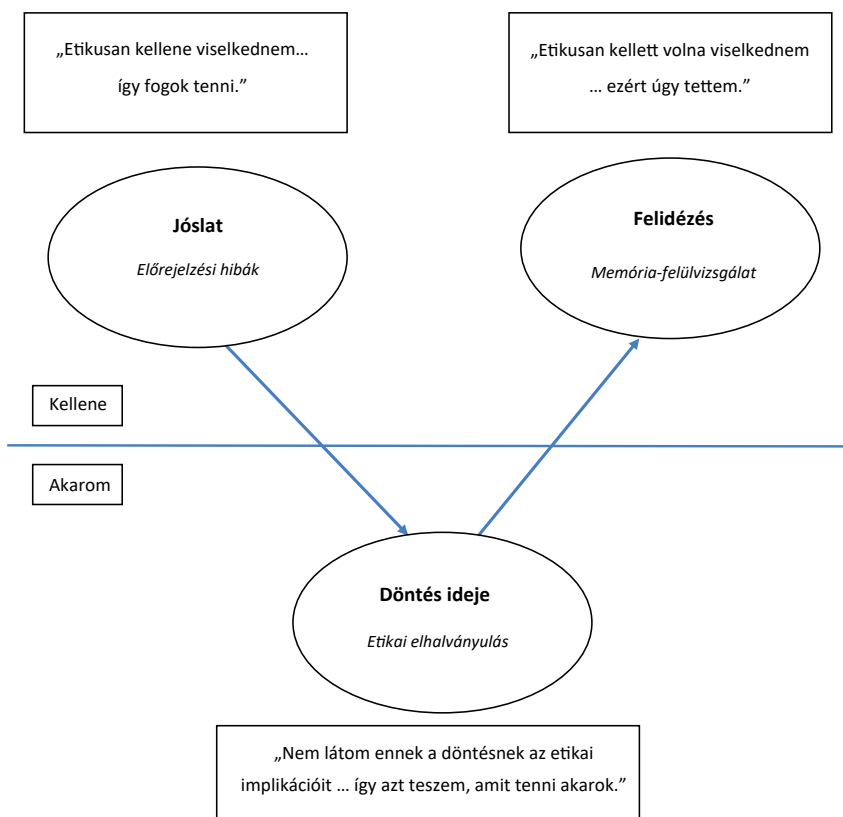 „Etikusan kellene viselkednem…
így fogok tenni.”
„Etikusan kellett volna viselkednem
… ezért úgy tettem.”
Jóslat
Előrejelzési hibák
Felidézés
Memória-felülvizsgálat
Kellene
Akarom
Döntés ideje
Etikai elhalványulás
„Nem látom ennek a döntésnek az etikai
implikációit … így azt teszem, amit tenni akarok.”